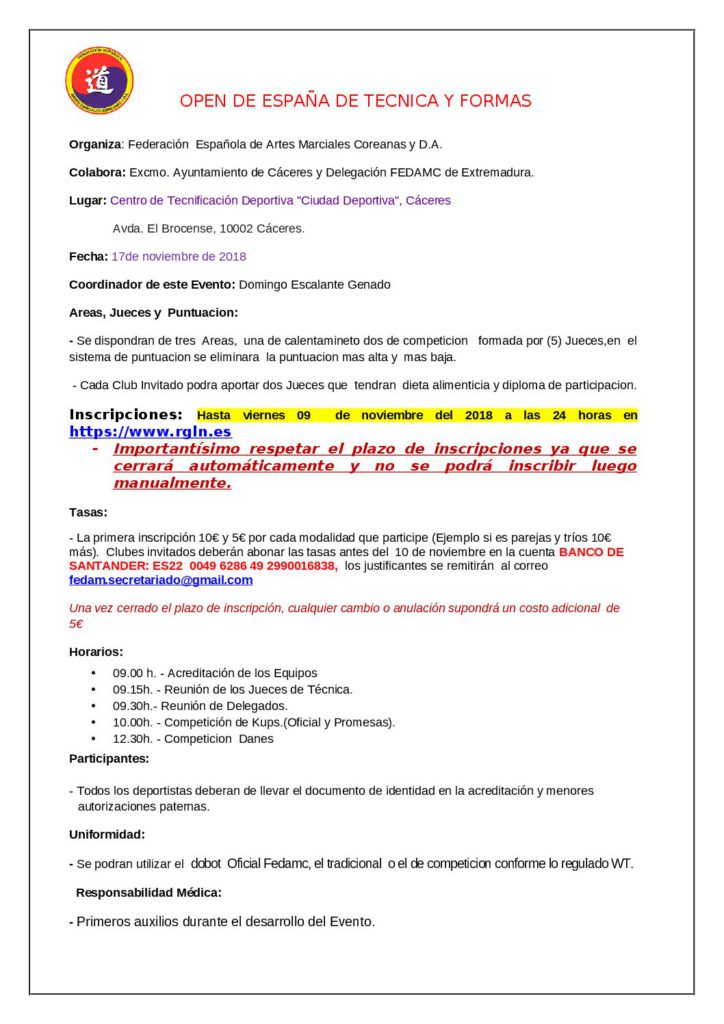 道
OPEN DE ESPAÑA DE TECNICA Y FORMAS
Organiza: Federación Española de Artes Marciales Coreanas y D.A.
Colabora: Excmo. Ayuntamiento de Cáceres y Delegación FEDAMC de Extremadura.
Lugar: Centro de Tecnificación Deportiva "Ciudad Deportiva", Cáceres
Avda. El Brocense, 10002 Cáceres.
Fecha: 17de noviembre de 2018
Coordinador de este Evento: Domingo Escalante Genado
Areas, Jueces y Puntuacion:
- Se dispondran de tres Areas, una de calentamineto dos de competicion formada por (5) Jueces,en el
sistema de puntuacion se eliminara la puntuacion mas alta y mas baja.
- Cada Club Invitado podra aportar dos Jueces que tendran dieta alimenticia y diploma de participacion.
Inscripciones: Hasta viernes 09 de noviembre del 2018 a las 24 horas en
https://www.rgln.es
- Importantísimo respetar el plazo de inscripciones ya que se
cerrará automáticamente y no se podrá inscribir luego
manualmente.
Tasas:
- La primera inscripción 10€ y 5€ por cada modalidad que participe (Ejemplo si es parejas y tríos 10€
más). Clubes invitados deberán abonar las tasas antes del 10 de noviembre en la cuenta BANCO DE
SANTANDER: ES22 0049 6286 49 2990016838, los justificantes se remitirán al correo
fedam.secretariado@gmail.com
Una vez cerrado el plazo de inscripción, cualquier cambio o anulación supondrá un costo adicional de
5€
Horarios:
• 09.00 h. - Acreditación de los Equipos
• 09.15h. - Reunión de los Jueces de Técnica.
• 09.30h.- Reunión de Delegados.
• 10.00h. - Competición de Kups.(Oficial y Promesas).
• 12.30h. - Competicion Danes
Participantes:
- Todos los deportistas deberan de llevar el documento de identidad en la acreditación y menores
autorizaciones paternas.
Uniformidad:
- Se podran utilizar el dobot Oficial Fedamc, el tradicional o el de competicion conforme lo regulado WT.
Responsabilidad Médica:
- Primeros auxilios durante el desarrollo del Evento.